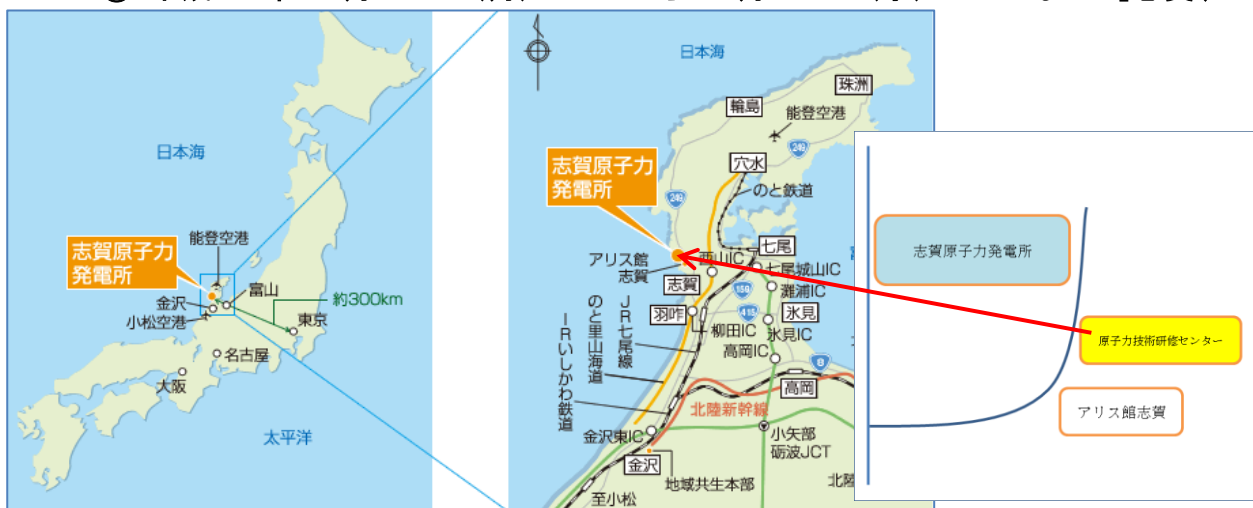 日本海
志賀原子力
発電所
能登空港
金沢
富山
小松空港
約300km
東京
名古屋
大阪
太平洋
日本海
珠洲
輪島
能登空港
249
穴水
志賀原子力
発電所
249
のと鉄道
アリス館
志賀
西山IC
七尾
七尾城山IC
志賀
159
灘浦IC
羽咋
415
氷見
柳田IC
氷見IC
高岡IC
8
JR七尾線
のと里山海道
IRいしかわ鉄道
高岡
北陸新幹線
金沢東IC
小矢部
砺波JCT
金沢
地域共生本部
至小松
志賀原子力発電所
原子力技術研修センター
アリス館志賀